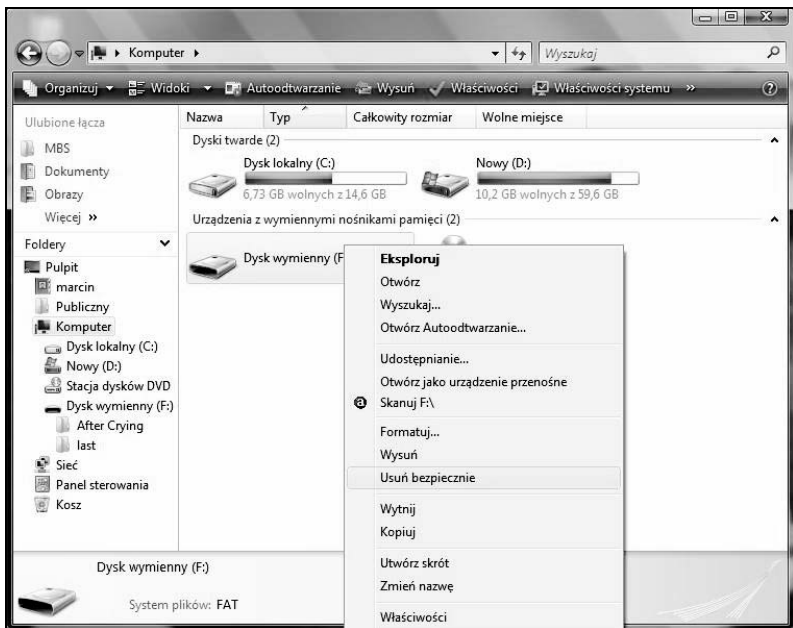 Komputer
Wyszukaj
Organizuj Widoki Autoodtwarzanie Wysuń Właściwości Właściwości systemu »
Ulubione łącza
MBS
Dokumenty
Obrazy
Więcej »
Foldery
Pulpit
marcin
Publiczny
Komputer
Dysk lokalny (C:)
Nowy (D:)
Stacja dysków DVD
Dysk wymienny (F:)
After Crying
last
Sieć
Panel sterowania
Kosz
Nazwa Typ Całkowity rozmiar Wolne miejsce
Dyski twarde (2)
Dysk lokalny (C:)
6,73 GB wolnych z 14,6 GB
Nowy (D:)
10,2 GB wolnych z 59,6 GB
Urządzenia z wymiennymi nośnikami pamięci (2)
Dysk wymienny (F
Eksploruj
Otwórz
Wyszukaj...
Otwórz Autoodtwarzanie...
Udostępnianie...
Otwórz jako urządzenie przenośne
Skanuj F:\
Formatuj...
Wysuń
Usuń bezpiecznie
Wytnij
Kopiuj
Utwórz skrót
Zmień nazwę
Właściwości
Dysk wymienny (F:)
System plików: FAT